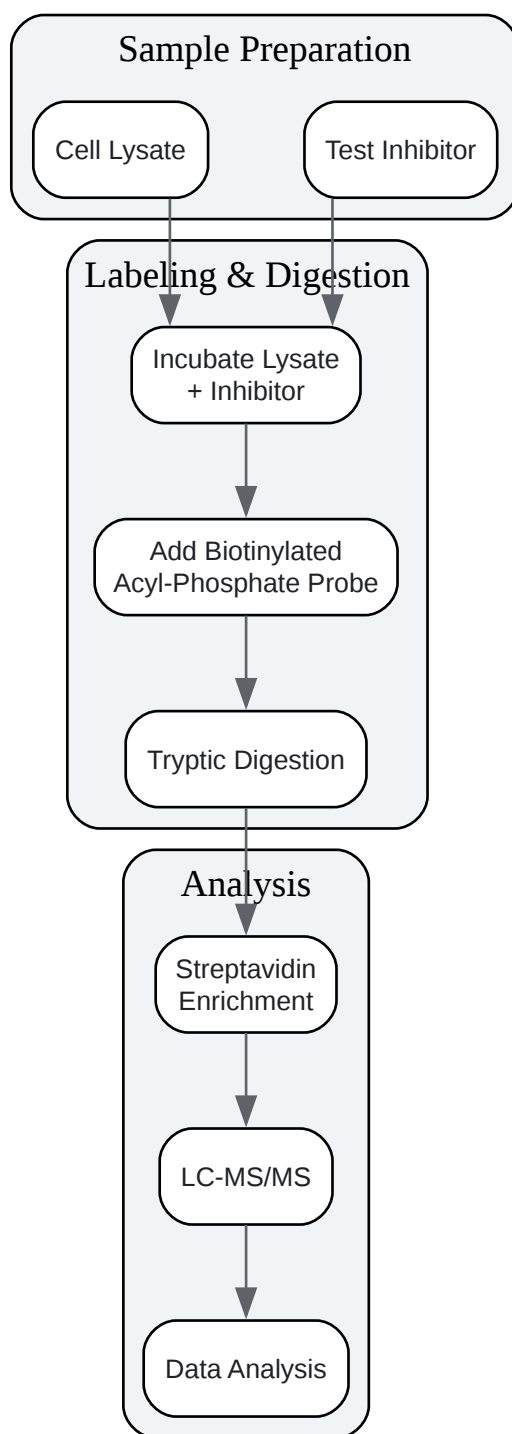 Sample Preparation
Cell Lysate
Test Inhibitor
Labeling & Digestion
Incubate Lysate
+ Inhibitor
Add Biotinylated
Acyl-Phosphate Probe
Tryptic Digestion
Analysis
Streptavidin
Enrichment
LC-MS/MS
Data Analysis